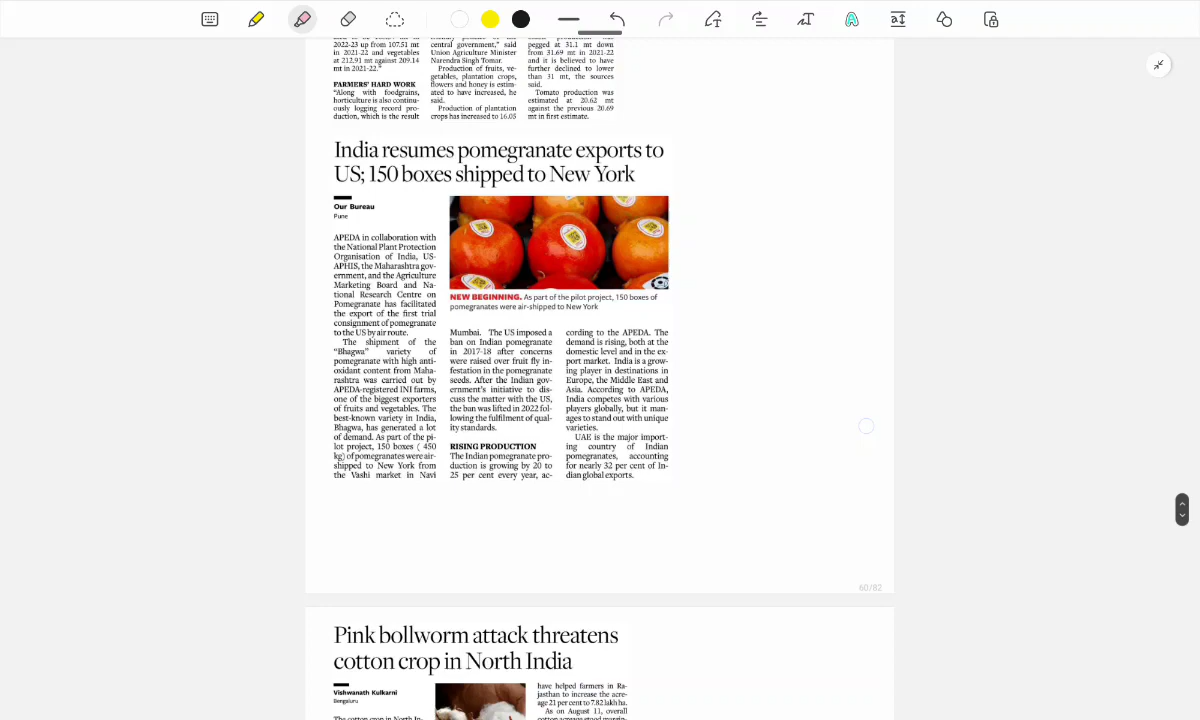 2022-23 up from 107.51 mt
in 2021-22 and vegetables
at 212.91 mt against 209.14
mt in 2021-22."
FARMERS' HARD WORK
"Along with foodgrains,
horticulture is also continu-
ously logging record pro-
duction, which is the result
central government," said
Union Agriculture Minister
Narendra Singh Tomar.
Production of fruits, ve-
getables, plantation crops,
flowers and honey is estim-
ated to have increased, he
said.
Production of plantation
crops has increased to 16.05
pegged at 31.1 mt down
from 31.69 mt in 2021-22
and it is believed to have
further declined to lower
than 31 mt, the sources
said.
Tomato production was
estimated at 20.62 mt
against the previous 20.69
mt in first estimate.
India resumes pomegranate exports to
US; 150 boxes shipped to New York
Our Bureau
Pune
APEDA in collaboration with
the National Plant Protection
Organisation of India, US-
APHIS, the Maharashtra gov-
ernment, and the Agriculture
Marketing Board and Na-
tional Research Centre on
Pomegranate has facilitated
the export of the first trial
consignment of pomegranate
to the US by air route.
The shipment of the
"Bhagwa" variety of
pomegranate with high anti-
oxidant content from Maha-
rashtra was carried out by
APEDA-registered INI farms,
one of the biggest exporters
of fruits and vegetables. The
best-known variety in India,
Bhagwa, has generated a lot
of demand. As part of the pi-
lot project, 150 boxes ( 450
kg) of pomegranates were air-
shipped to New York from
the Vashi market in Navi
NEW BEGINNING. As part of the pilot project, 150 boxes of
pomegranates were air-shipped to New York
Mumbai. The US imposed a
ban on Indian pomegranate
in 2017-18 after concerns
were raised over fruit fly in-
festation in the pomegranate
seeds. After the Indian gov-
ernment's initiative to dis-
cuss the matter with the US,
the ban was lifted in 2022 fol-
lowing the fulfilment of qual-
ity standards.
RISING PRODUCTION
The Indian pomegranate pro-
duction is growing by 20 to
25 per cent every year, ac-
cording to the APEDA. The
demand is rising, both at the
domestic level and in the ex-
port market. India is a grow-
ing player in destinations in
Europe, the Middle East and
Asia. According to APEDA,
India competes with various
players globally, but it man-
ages to stand out with unique
varieties.
UAE is the major import-
ing country of Indian
pomegranates, accounting
for nearly 32 per cent of In-
dian global exports.
60/82
Pink bollworm attack threatens
cotton crop in North India
Vishwanath Kulkarni
Bengaluru
The cotton crop in North In-
have helped farmers in Ra-
jasthan to increase the acre-
age 21 per cent to 7.82 lakh ha.
As on August 11, overall